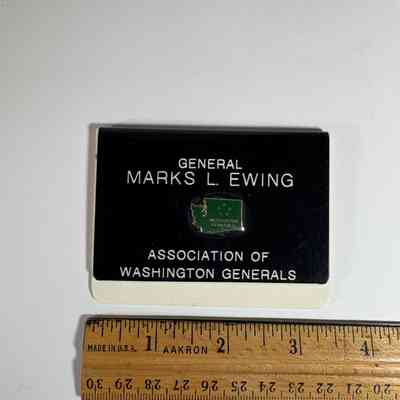 GENERAL
MARKS L. EWING
ASSOCIATION OF
WASHINGTON GENERALS
MADE IN U.S. 1 AAKRON 2 3 4
30 29 28 27 26 25 24 23 22 21 20